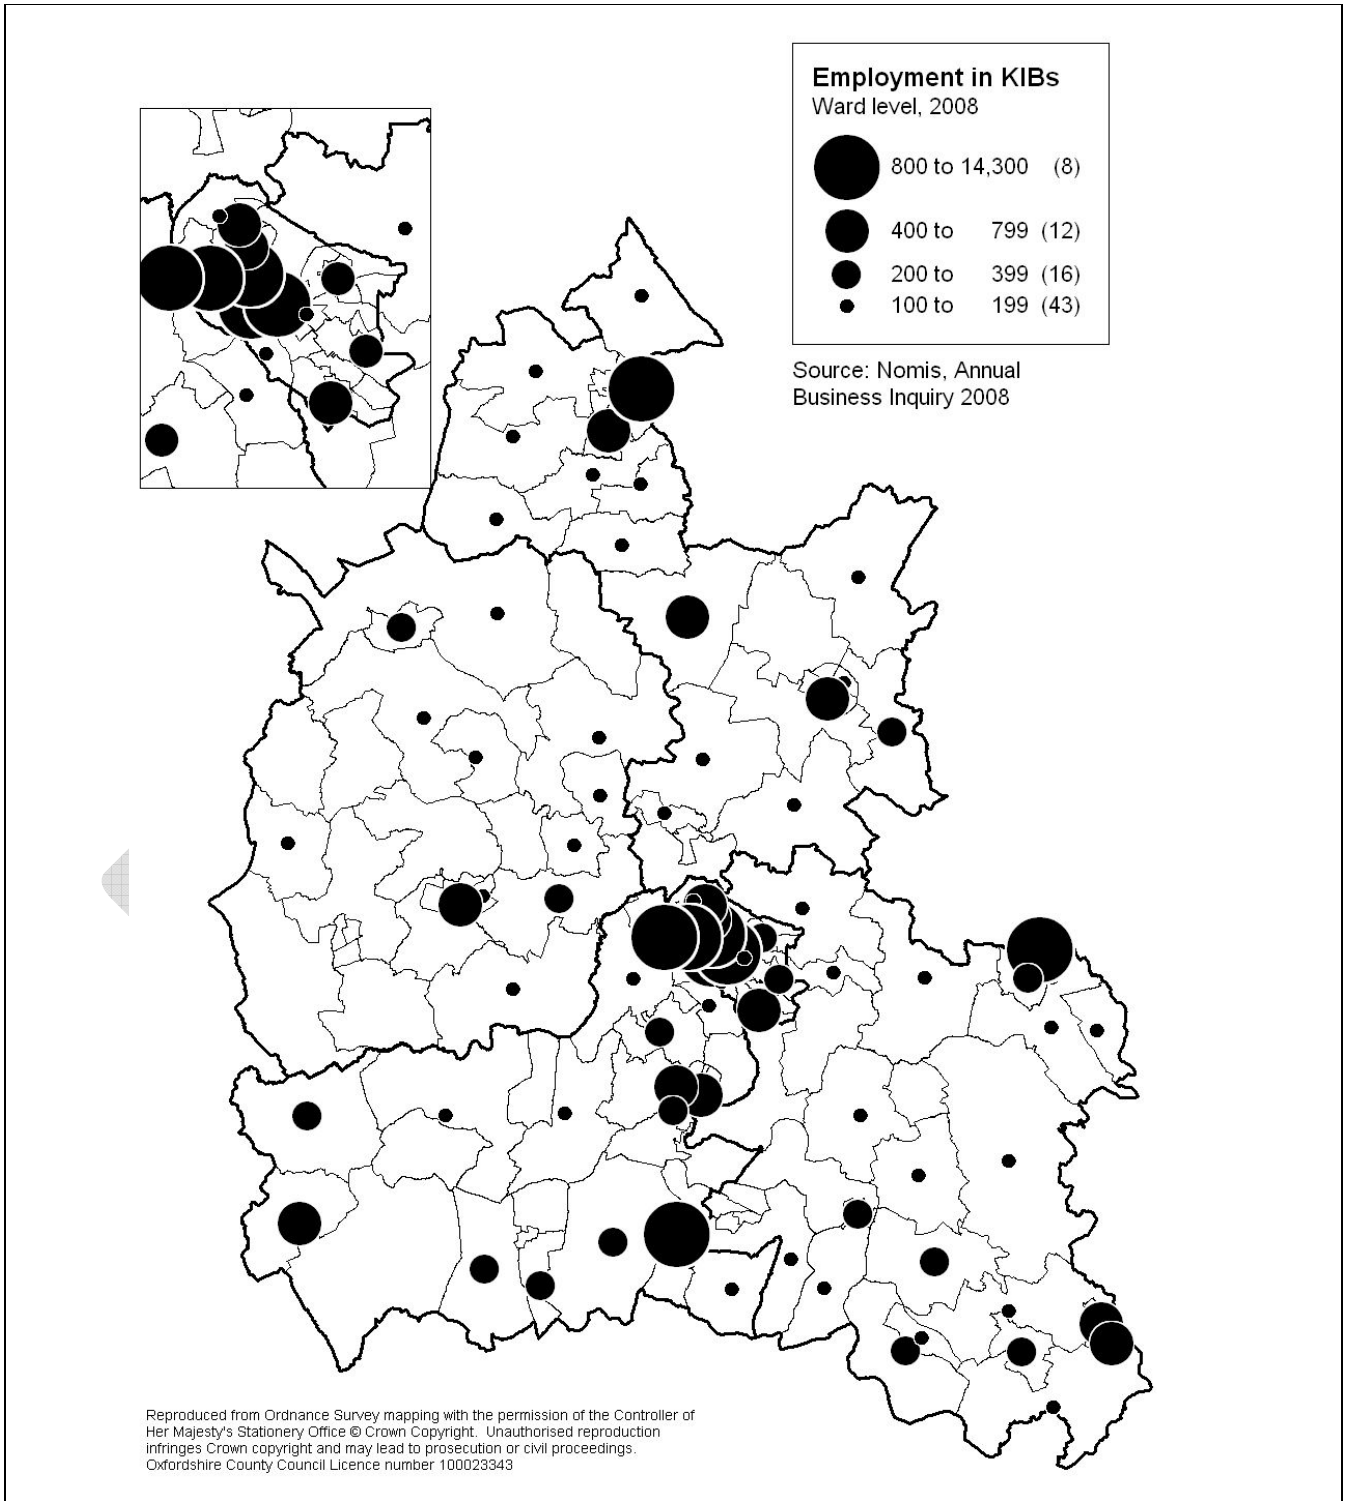 Employment in KIBs
Ward level, 2008
800 to 14,300 (8)
400 to 799 (12)
200 to 399 (16)
100 to 199 (43)
Source: Nomis, Annual
Business Inquiry 2008
Reproduced from Ordnance Survey mapping with the permission of the Controller of
Her Majesty's Stationery Office © Crown Copyright. Unauthorised reproduction
infringes Crown copyright and may lead to prosecution or civil proceedings.
Oxfordshire County Council Licence number 100023343